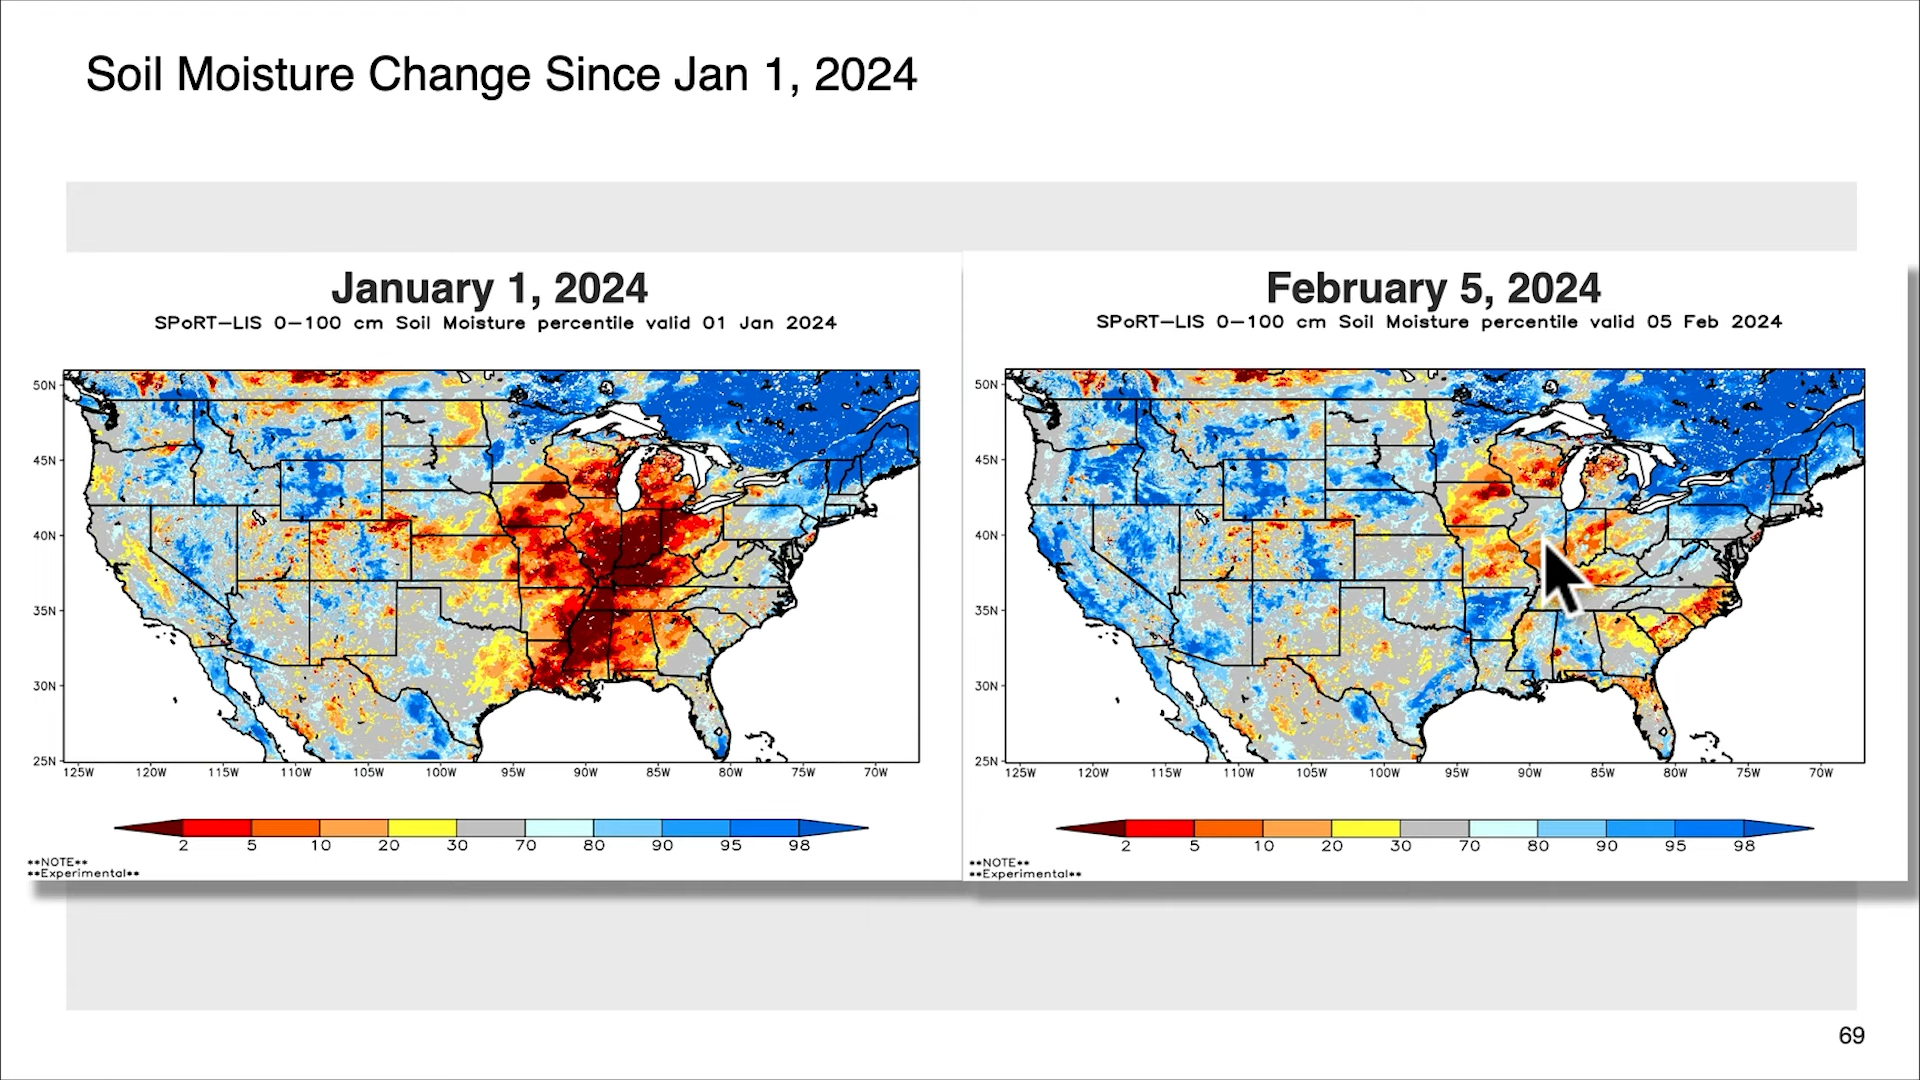 Soil Moisture Change Since Jan 1, 2024
January 1, 2024
SPoRT-LIS 0-100 cm Soil Moisture percentile valid 01 Jan 2024
50N
45N
40N
35N
30N
25N
125W 120W 115W 110W 105W 100W 95W 90W 85W 80W 75W 70W
2 5 10 20 30 70 80 90 95 98
**NOTE**
**Experimental**
February 5, 2024
SPoRT-LIS 0-100 cm Soil Moisture percentile valid 05 Feb 2024
50N
45N
40N
35N
30N
25N
125W 120W 115W 110W 105W 100W 95W 90W 85W 80W 75W 70W
2 5 10 20 30 70 80 90 95 98
**NOTE**
**Experimental**
69